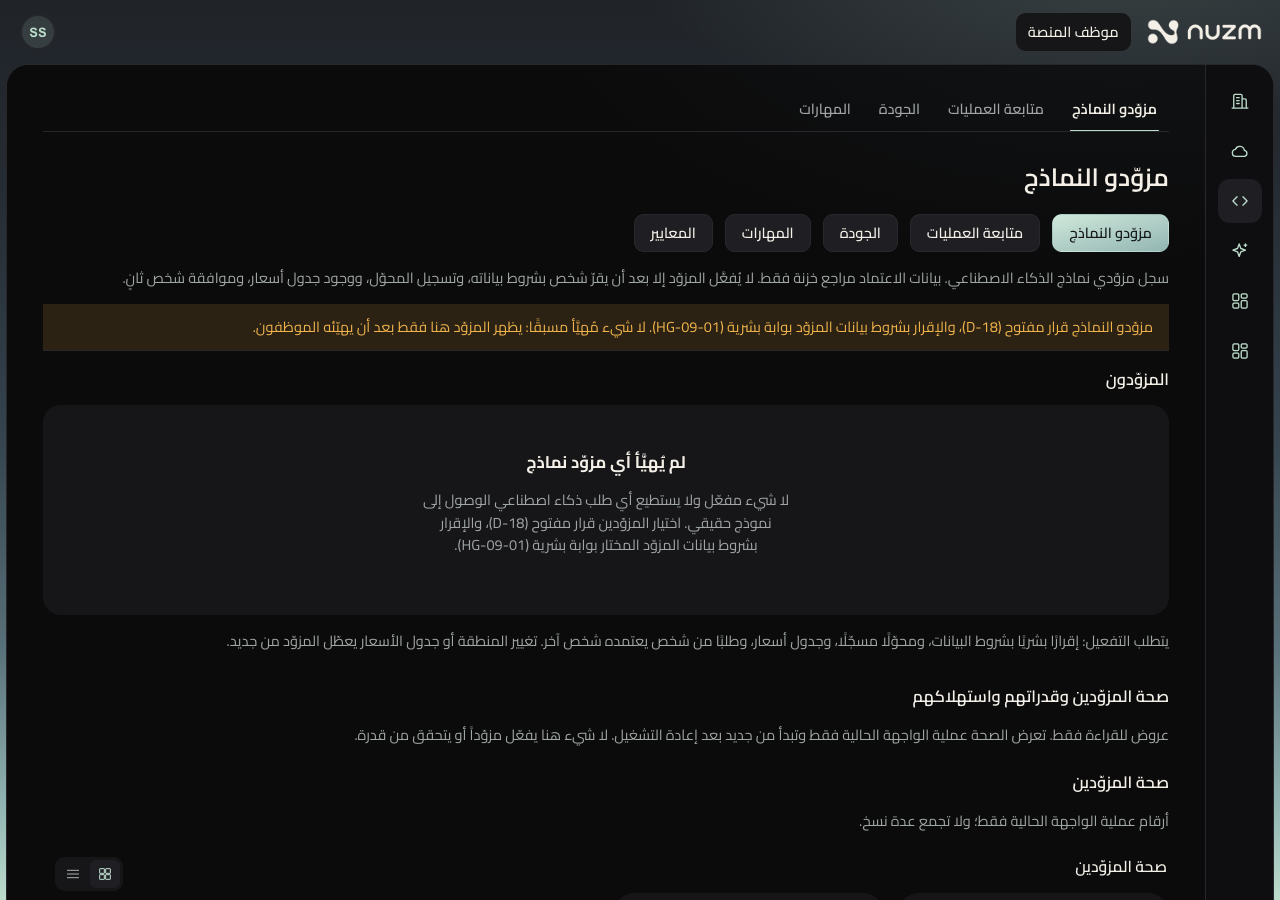 nuzm
موظف المنصة
SS
مزوّدو النماذج
متابعة العمليات
الجودة
المهارات
مزوّدو النماذج
مزوّدو النماذج
متابعة العمليات
الجودة
المهارات
المعايير
سجل مزوّدي نماذج الذكاء الاصطناعي. بيانات الاعتماد مراجع خزنة فقط. لا يُفعَّل المزوّد إلا بعد أن يقرّ شخص بشروط بياناته، وتسجيل المحوّل، ووجود جدول أسعار، وموافقة شخص ثانٍ.
مزوّدو النماذج قرار مفتوح (D-18)، والإقرار بشروط بيانات المزوّد بوابة بشرية (HG-09-01). لا شيء مُهيَّأ مسبقًا: يظهر المزوّد هنا فقط بعد أن يهيّئه الموظفون.
المزوّدون
لم يُهيَّأ أي مزوّد نماذج
لا شيء مفعّل ولا يستطيع أي طلب ذكاء اصطناعي الوصول إلى
نموذج حقيقي. اختيار المزوّدين قرار مفتوح (D-18)، والإقرار
بشروط بيانات المزوّد المختار بوابة بشرية (HG-09-01).
يتطلب التفعيل: إقرارًا بشريًا بشروط البيانات، ومحوّلًا مسجّلًا، وجدول أسعار، وطلبًا من شخص يعتمده شخص آخر. تغيير المنطقة أو جدول الأسعار يعطّل المزوّد من جديد.
صحة المزوّدين وقدراتهم واستهلاكهم
عروض للقراءة فقط. تعرض الصحة عملية الواجهة الحالية فقط وتبدأ من جديد بعد إعادة التشغيل. لا شيء هنا يفعّل مزوّداً أو يتحقق من قدرة.
صحة المزوّدين
أرقام عملية الواجهة الحالية فقط؛ ولا تجمع عدة نسخ.
صحة المزوّدين